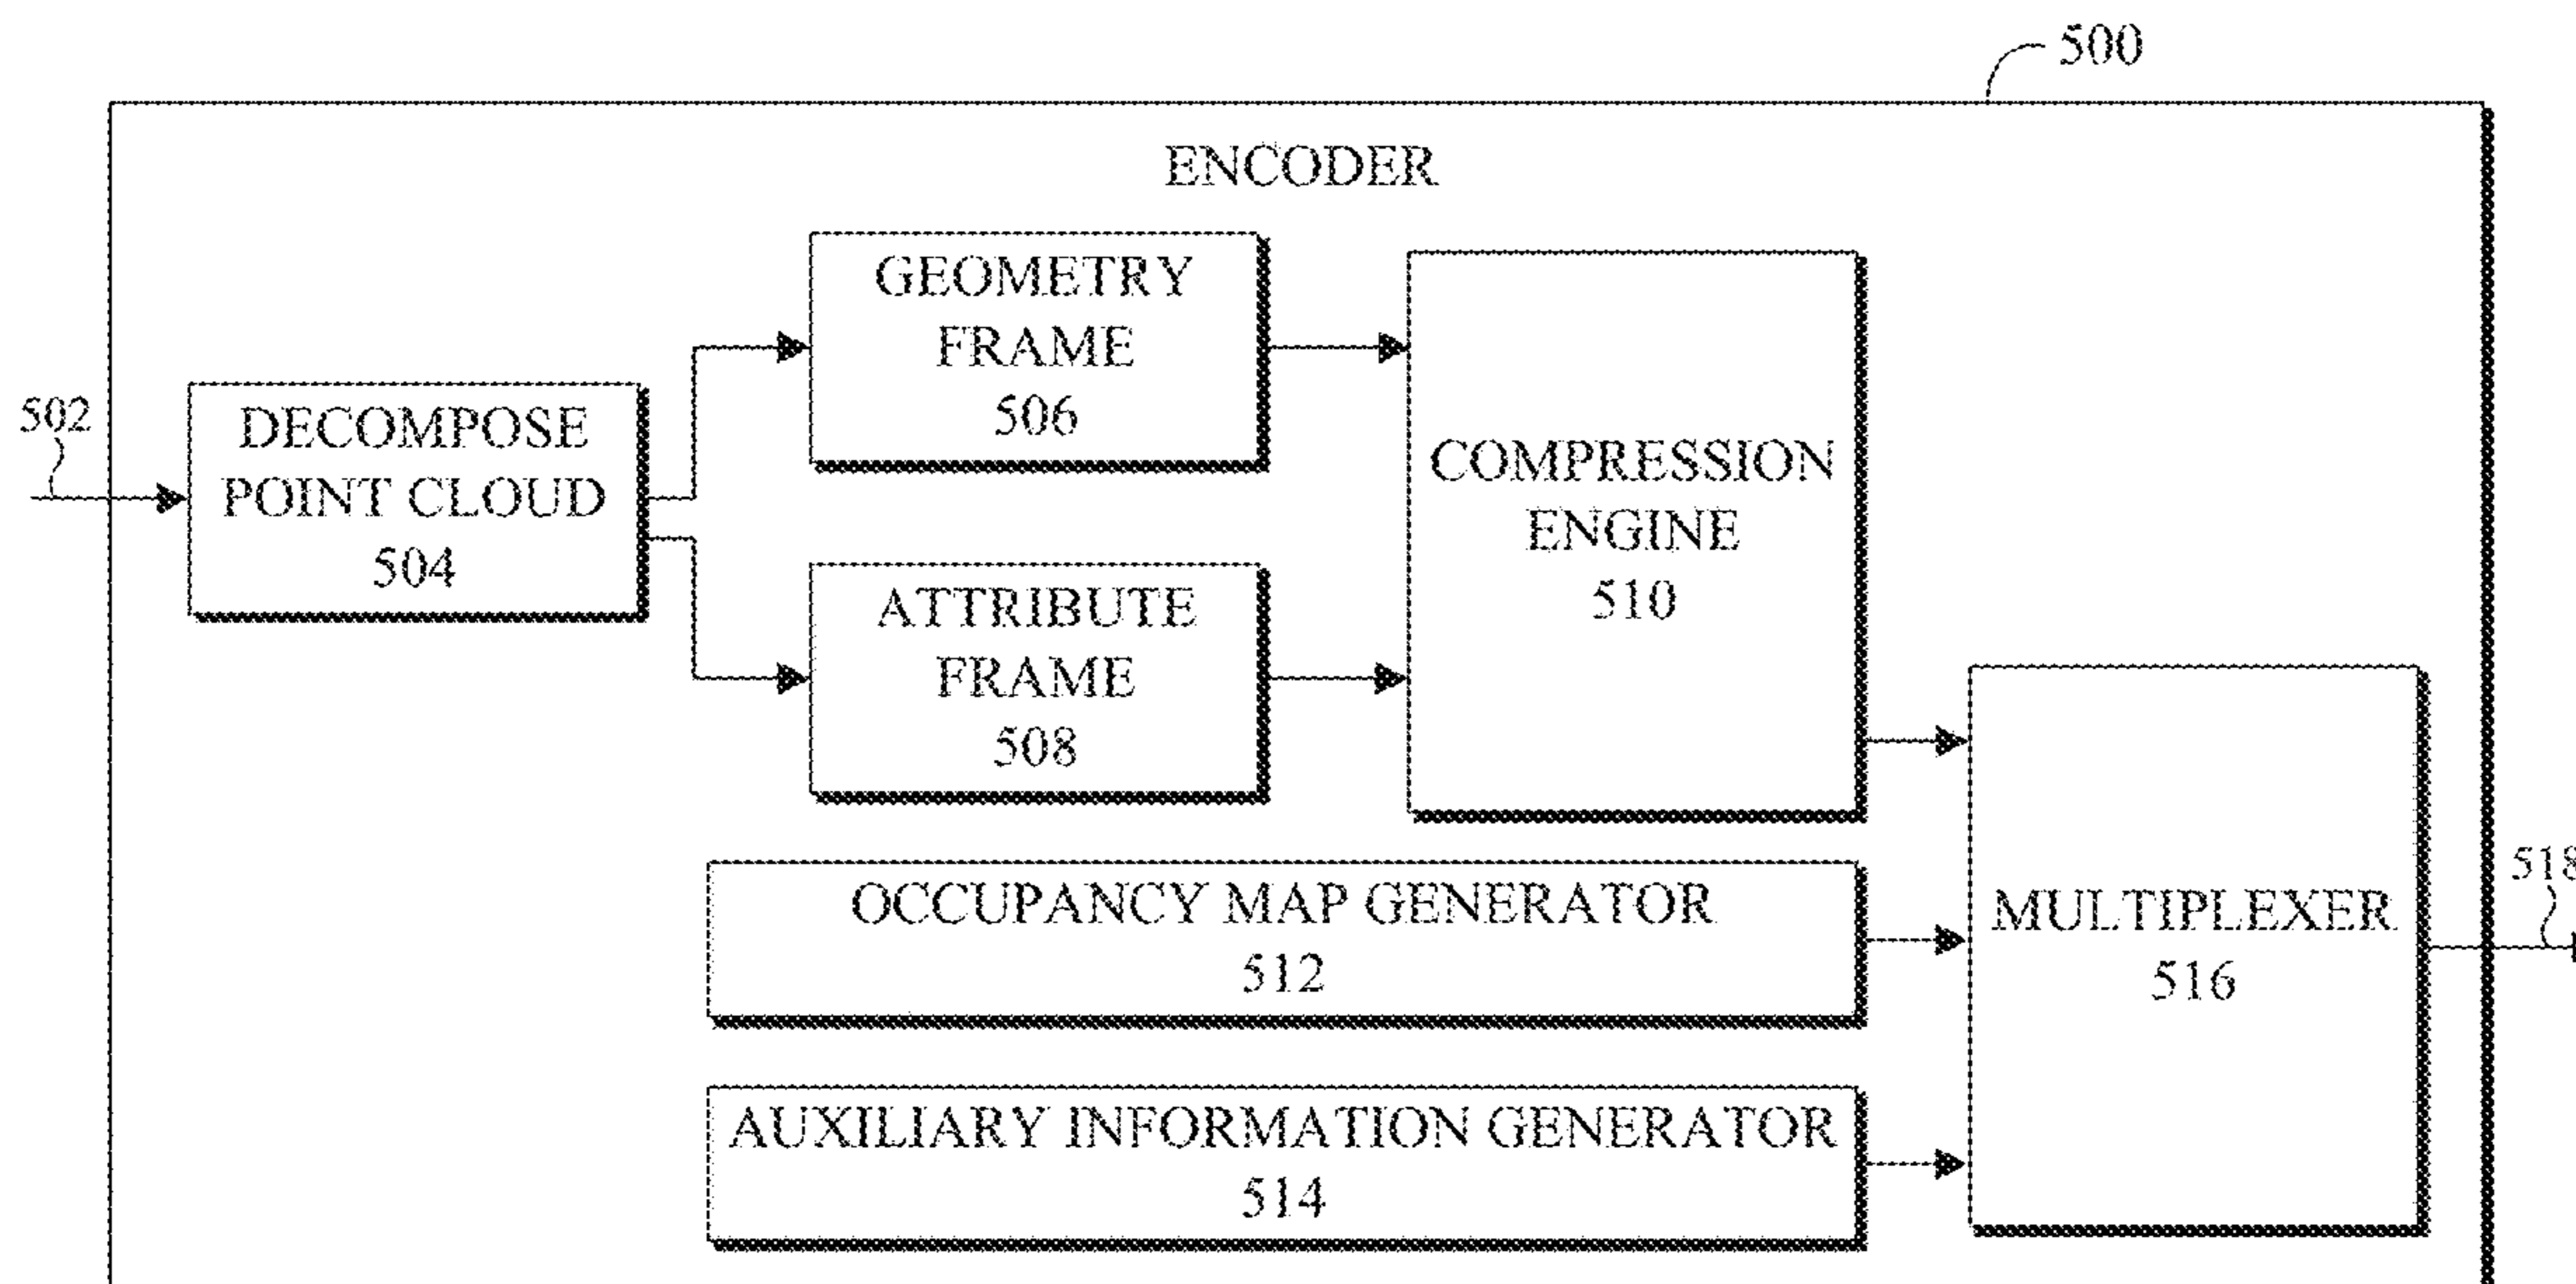 500
ENCODER
502
DECOMPOSE
POINT CLOUD
504
GEOMETRY
FRAME
506
ATTRIBUTE
FRAME
508
COMPRESSION
ENGINE
510
OCCUPANCY MAP GENERATOR
512
AUXILIARY INFORMATION GENERATOR
514
MULTIPLEXER
516
518